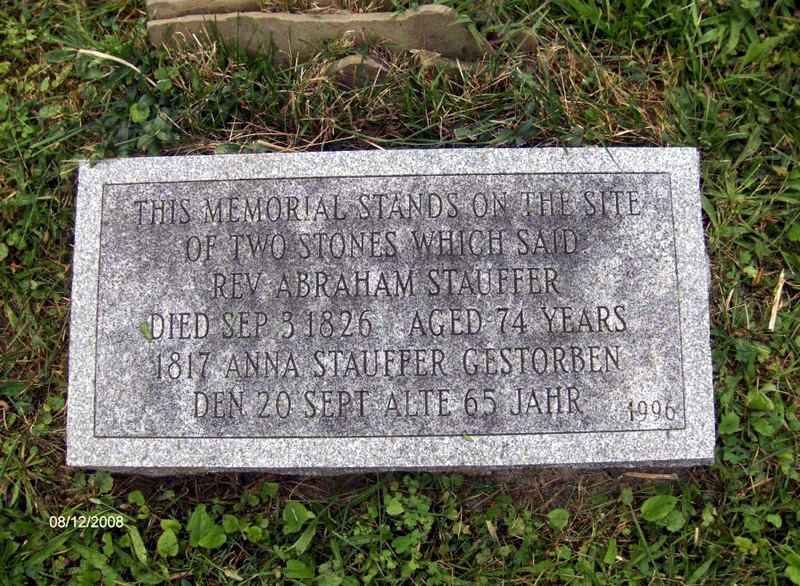 THIS MEMORIAL STANDS ON THE SITE
OF TWO STONES WHICH SAID
REV ABRAHAM STAUFFER
DIED SEP 3 1826 AGED 74 YEARS
1817 ANNA STAUFFER GESTORBEN
DEN 20 SEPT ALTE 65 JAHR
1996
08/12/2008